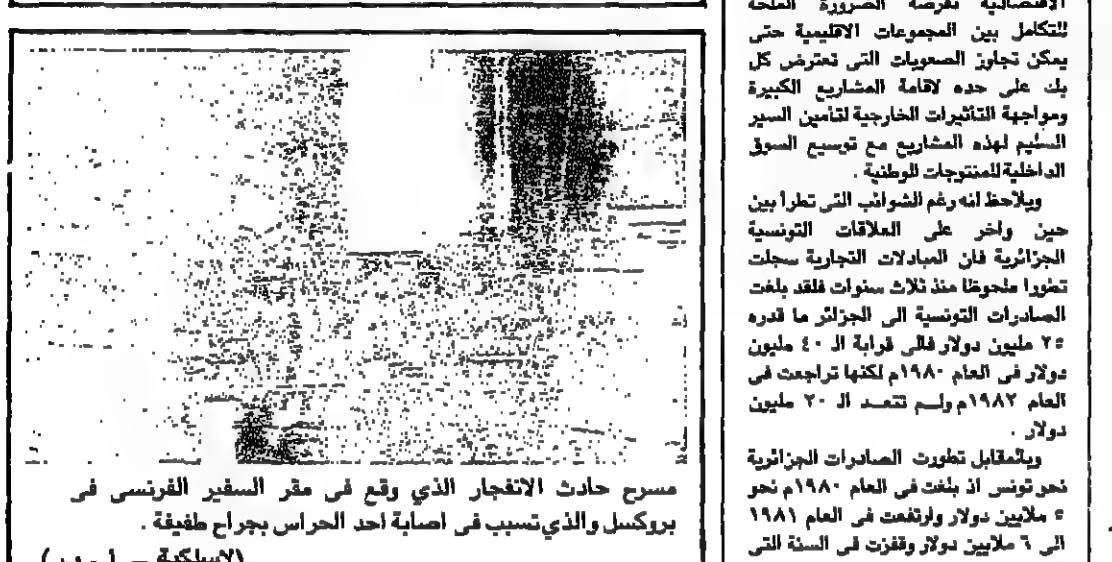 الاقتصادية تفرضه الضرورة الملحة
للتكامل بين المجموعات الاقليمية حتى
يمكن تجاوز الصعوبات التى تعترض كل
بلد على حده لاقامة المشاريع الكبيرة
ومواجهة التأثيرات الخارجية لتأمين السير
السليم لهذه المشاريع مع توسيع السوق
الداخلية للمنتوجات الوطنية .
ويلاحظ انه رغم الشوائب التى تطرأ بين
حين واخر على العلاقات التونسية
الجزائرية فان المبادلات التجارية سجلت
تطورا ملحوظا منذ ثلاث سنوات فلقد بلغت
الصادرات التونسية الى الجزائر ما قدره
٢٥ مليون دولار فالى قرابة الـ ٤٠ مليون
دولار فى العام ١٩٨٠م لكنها تراجعت فى
العام ١٩٨٢م ولـم تتعـد الـ ٢٠ مليون
دولار .
وبالمقابل تطورت الصادرات الجزائرية
نحو تونس اذ بلغت فى العام ١٩٨٠م نحو
٥ ملايين دولار وارتفعت فى العام ١٩٨١
الى ٦ ملايين دولار وقفزت فى السنة التى
مسرح حادث الانفجار الذي وقع فى مقر السفير الفرنسى فى
بروكسل والذي تسبب فى اصابة احد الحراس بجراح طفيفة .
(لاسلكية — أ . و . ر )